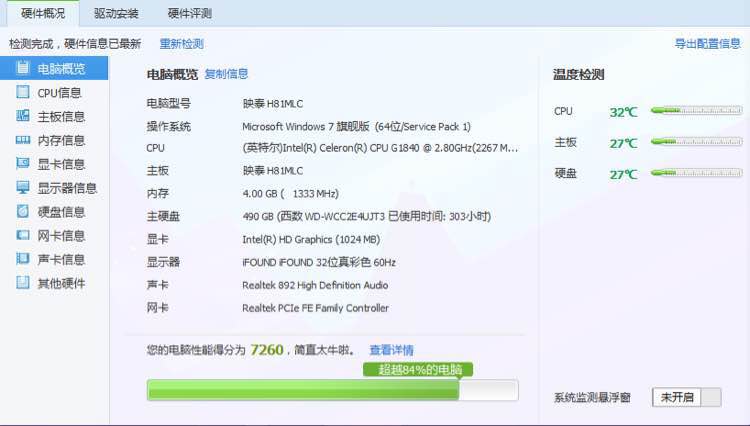 硬件概况 驱动安装 硬件评测
检测完成，硬件信息已最新 重新检测 导出配置信息
电脑概览
CPU信息
主板信息
内存信息
显卡信息
显示器信息
硬盘信息
网卡信息
声卡信息
其他硬件
电脑概览 复制信息
电脑型号 映泰 H81MLC
操作系统 Microsoft Windows 7 旗舰版 (64位/Service Pack 1)
CPU (英特尔)Intel(R) Celeron(R) CPU G1840 @ 2.80GHz(2267 M...
主板 映泰 H81MLC
内存 4.00 GB ( 1333 MHz)
主硬盘 490 GB (西数 WD-WCC2E4UJT3 已使用时间: 303小时)
显卡 Intel(R) HD Graphics (1024 MB)
显示器 iFOUND iFOUND 32位真彩色 60Hz
声卡 Realtek 892 High Definition Audio
网卡 Realtek PCIe FE Family Controller
您的电脑性能得分为 7260，简直太牛啦。 查看详情
超越84%的电脑
温度检测
CPU 32℃
主板 27℃
硬盘 27℃
系统监测悬浮窗 未开启